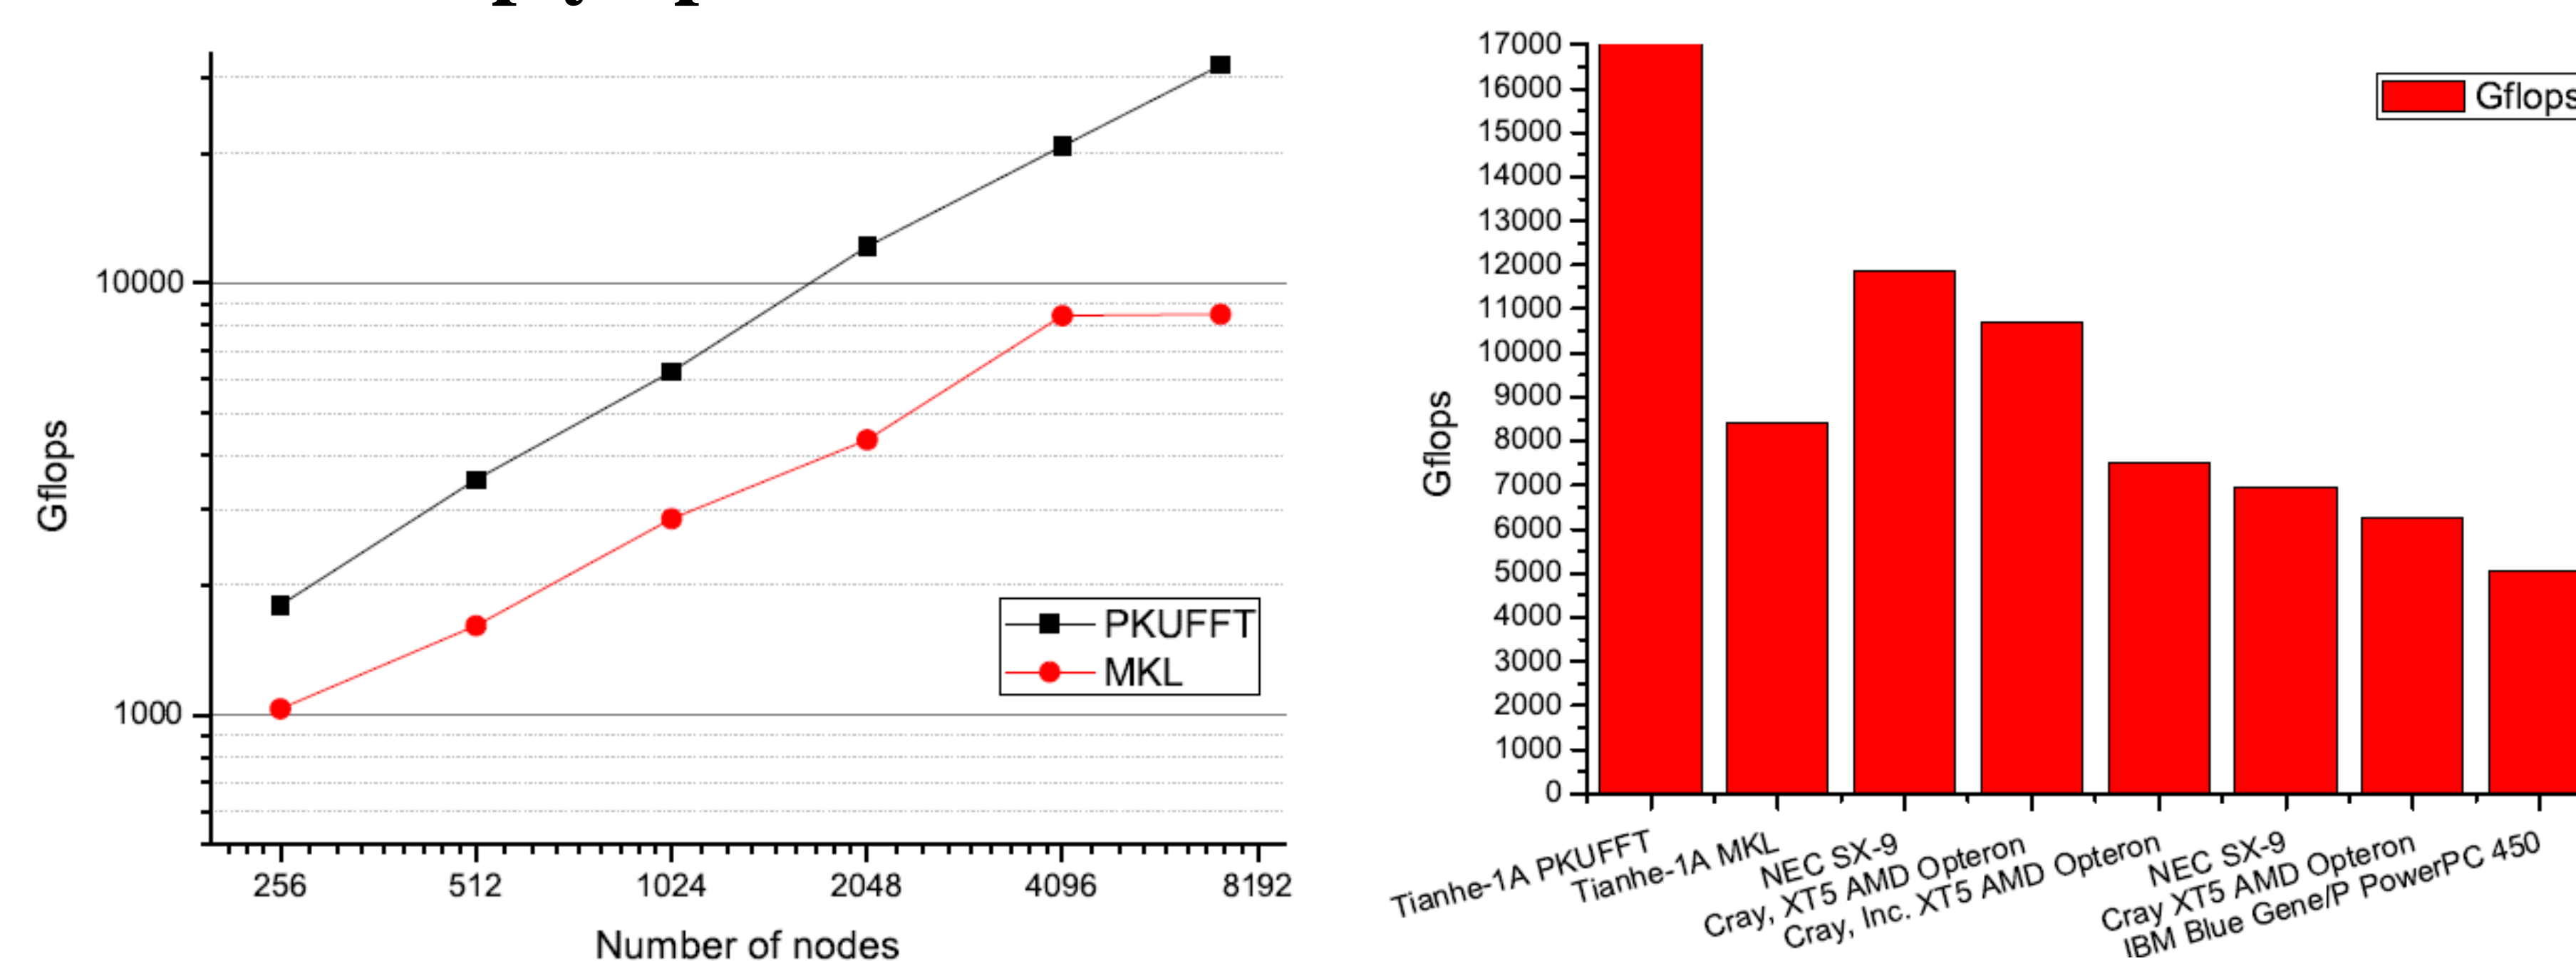 10000
1000
Gflops
PKUFFT
MKL
256 512 1024 2048 4096 8192
Number of nodes
17000
16000
15000
14000
13000
12000
11000
10000
9000
8000
7000
6000
5000
4000
3000
2000
1000
0
Gflops
Gflops
Tianhe-1A PKUFFT
Tianhe-1A MKL
NEC SX-9
Cray, XT5 AMD Opteron
Cray, Inc. XT5 AMD Opteron
NEC SX-9
Cray XT5 AMD Opteron
IBM Blue Gene/P PowerPC 450